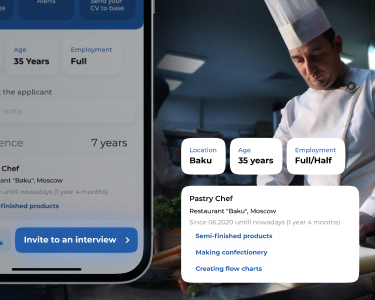 Alerts
Send your
CV to base
Age
35 Years
Employment
Full
t the applicant
note
ence
7 years
Chef
rant "Baku", Moscow
until nowadays (1 year 4 months)
-finished products
Invite to an interview
Location
Baku
Age
35 years
Employment
Full/Half
Pastry Chef
Restaurant "Baku", Moscow
Since 06.2020 untill nowadays (1 year 4 months)
Semi-finished products
Making confectionery
Creating flow charts